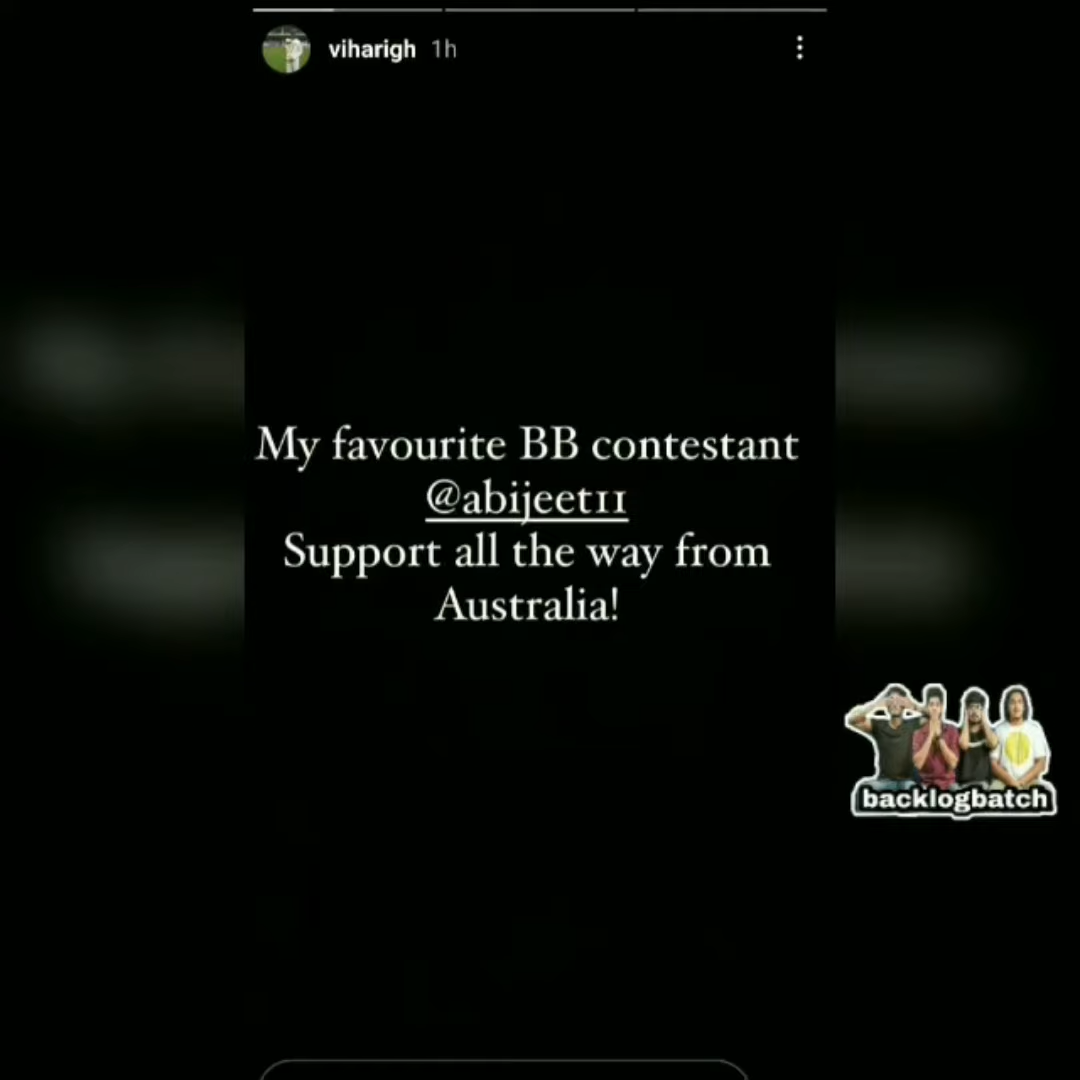 viharigh 1h
My favourite BB contestant
@abijeet11
Support all the way from
Australia!
backlogbatch